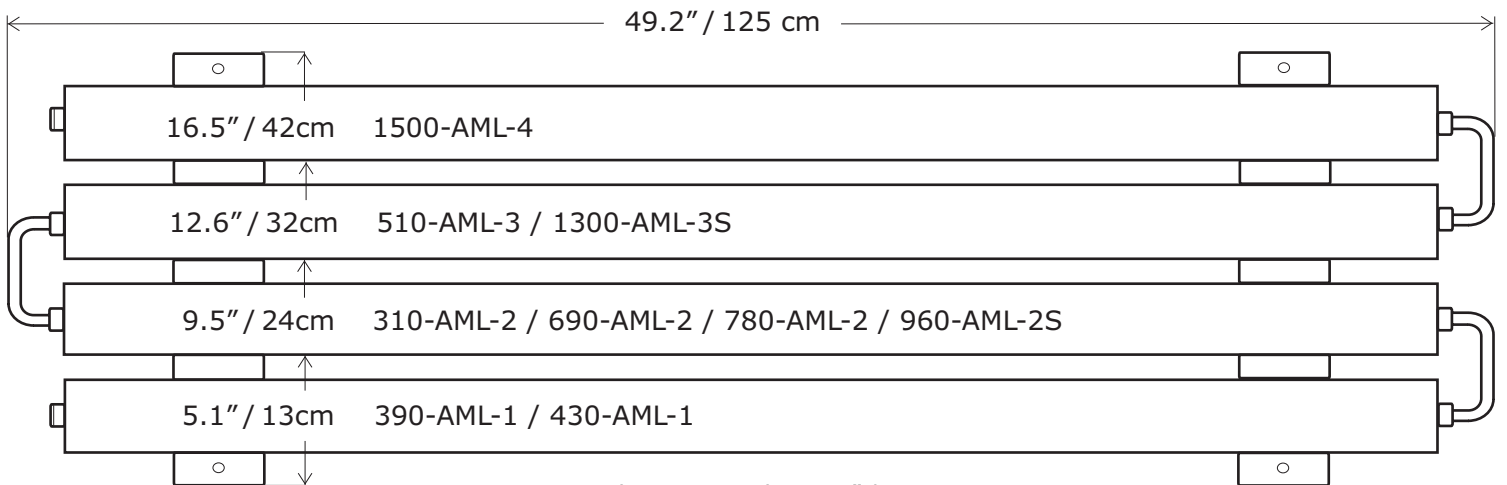 49.2″ / 125 cm
16.5″ / 42cm 1500-AML-4
12.6″ / 32cm 510-AML-3 / 1300-AML-3S
9.5″ / 24cm 310-AML-2 / 690-AML-2 / 780-AML-2 / 960-AML-2S
5.1″ / 13cm 390-AML-1 / 430-AML-1